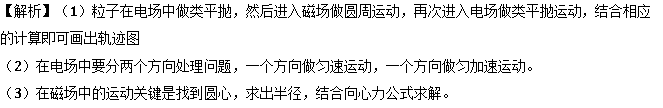 【解析】（1）粒子在电场中做类平抛，然后进入磁场做圆周运动，再次进入电场做类平抛运动，结合相应
的计算即可画出轨迹图
（2）在电场中要分两个方向处理问题，一个方向做匀速运动，一个方向做匀加速运动。
（3）在磁场中的运动关键是找到圆心，求出半径，结合向心力公式求解。